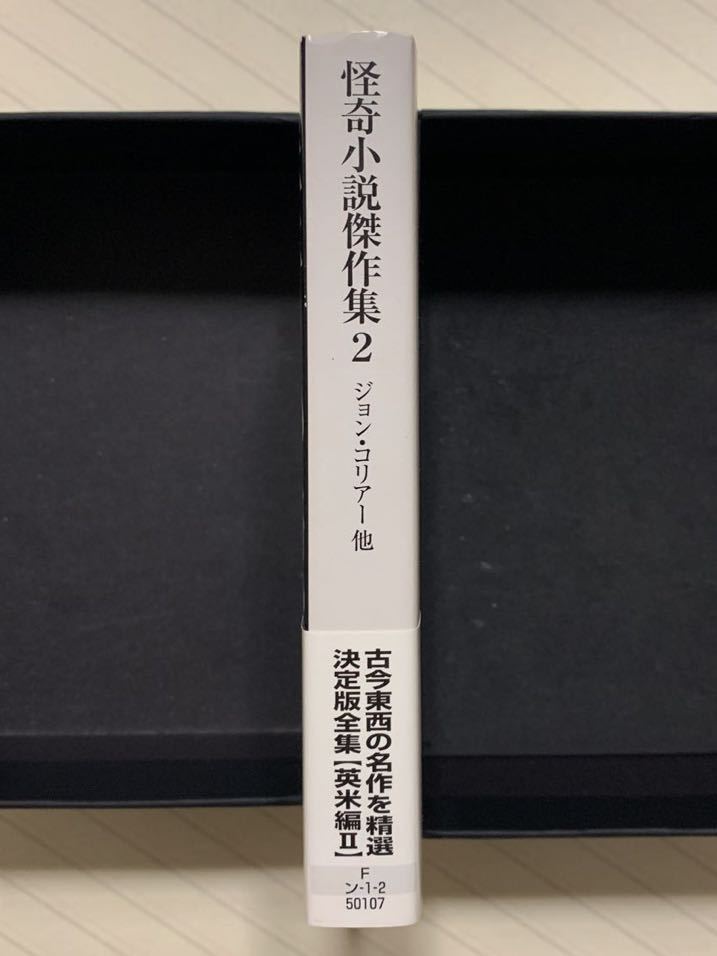 怪奇小説傑作集2
ジョン・コリアー他
古今東西の名作を精選
決定版全集【英米編Ⅱ】
F
ン-1-2
50107